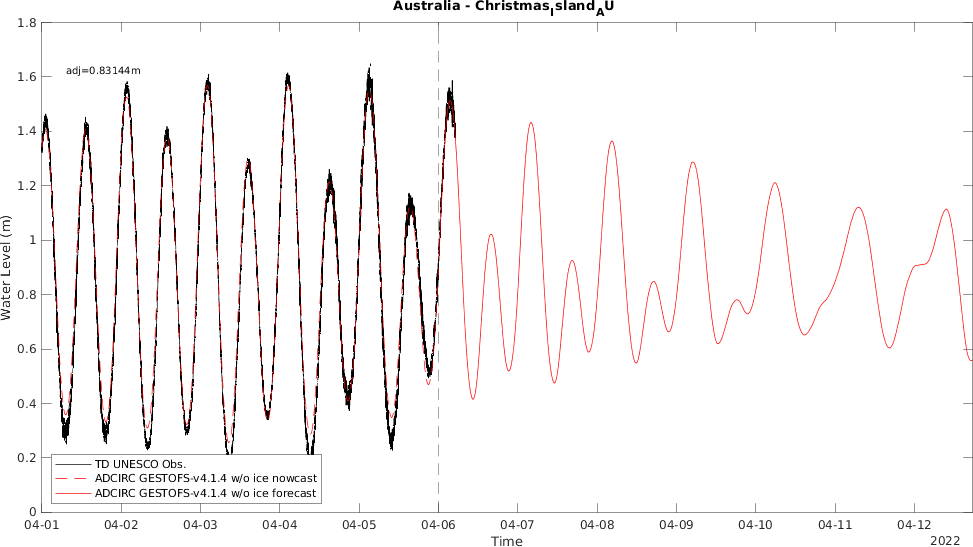 Australia - Christmas_Island_AU
1.8
1.6
1.4
1.2
1
0.8
0.6
0.4
0.2
0
Water Level (m)
adj=0.83144m
TD UNESCO Obs.
ADCIRC GESTOFS-v4.1.4 w/o ice nowcast
ADCIRC GESTOFS-v4.1.4 w/o ice forecast
04-01 04-02 04-03 04-04 04-05 04-06 04-07 04-08 04-09 04-10 04-11 04-12
Time
2022